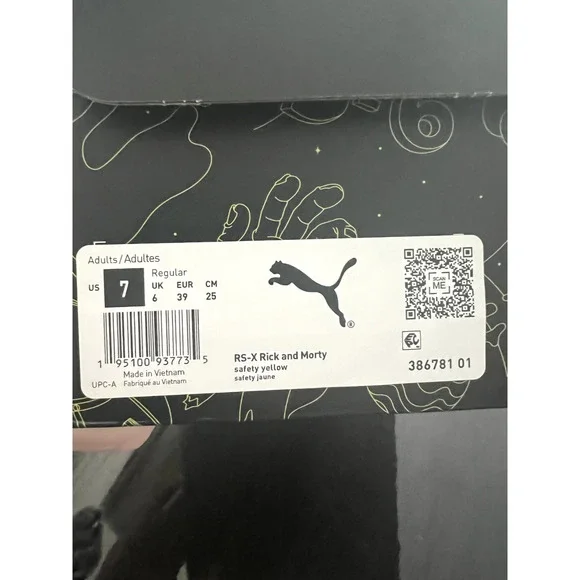 Adults/Adultes
Regular
US 7 UK EUR CM
6 39 25
1 95100 93773 5
Made in Vietnam
UPC-A Fabriqué au Vietnam
®
RS-X Rick and Morty
safety yellow
safety jaune
SCAN
ME
386781 01